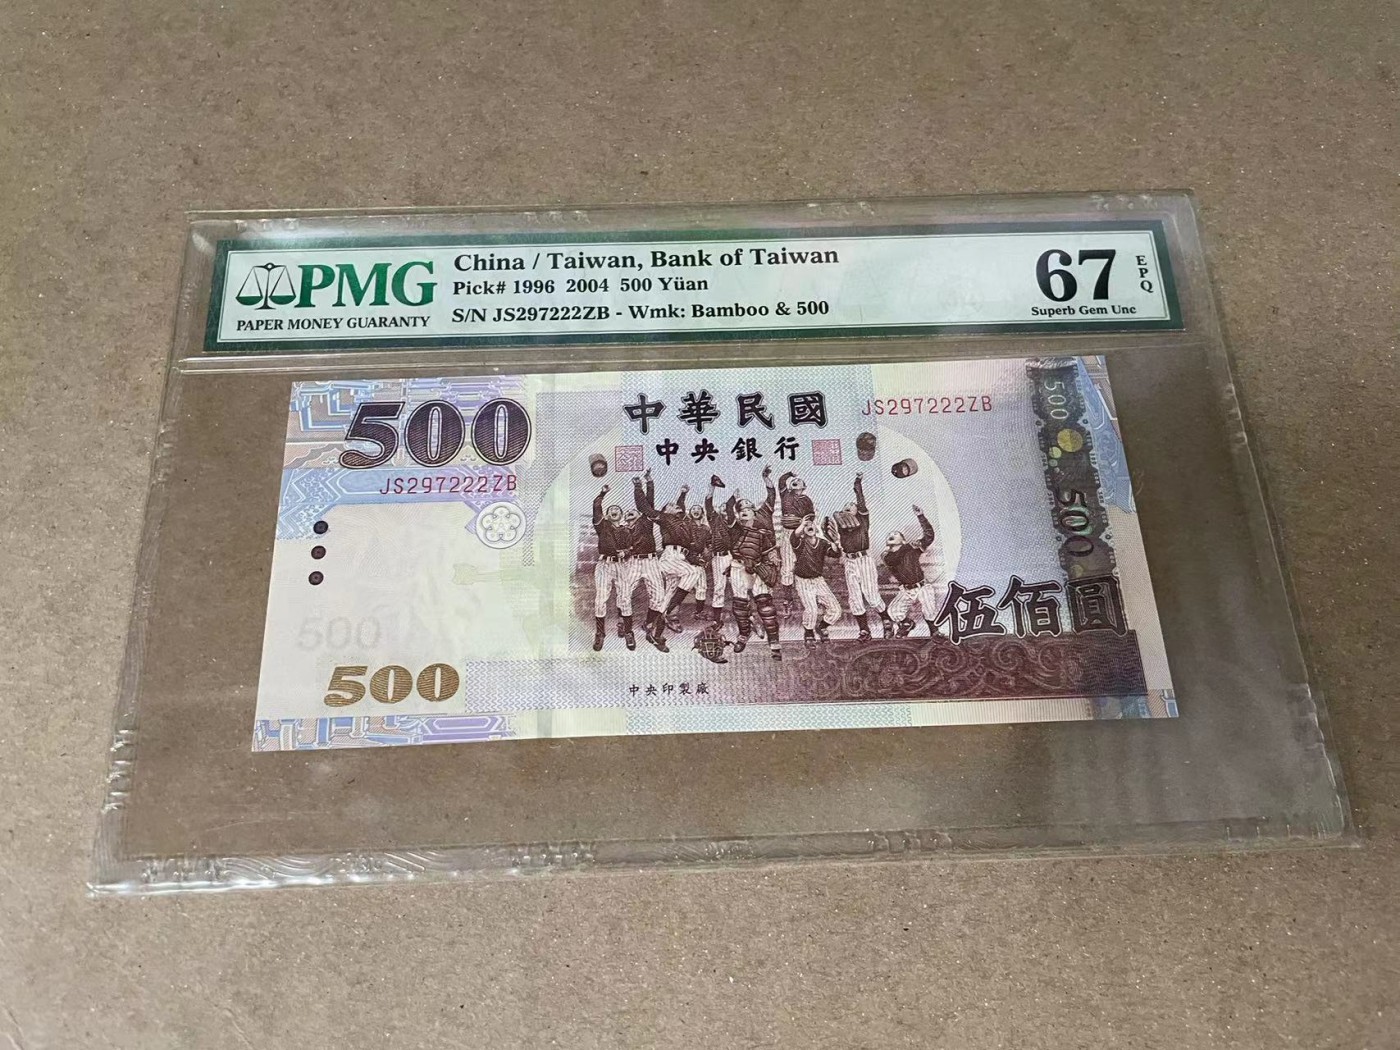 PMG
PAPER MONEY GUARANTY
China / Taiwan, Bank of Taiwan
Pick# 1996 2004 500 Yüan
S/N JS297222ZB - Wmk: Bamboo & 500
67
EPQ
Superb Gem Unc
500
中華民國
JS297222ZB
中央銀行
JS297222ZB
500
500
伍佰圓
500
500
中央印製廠